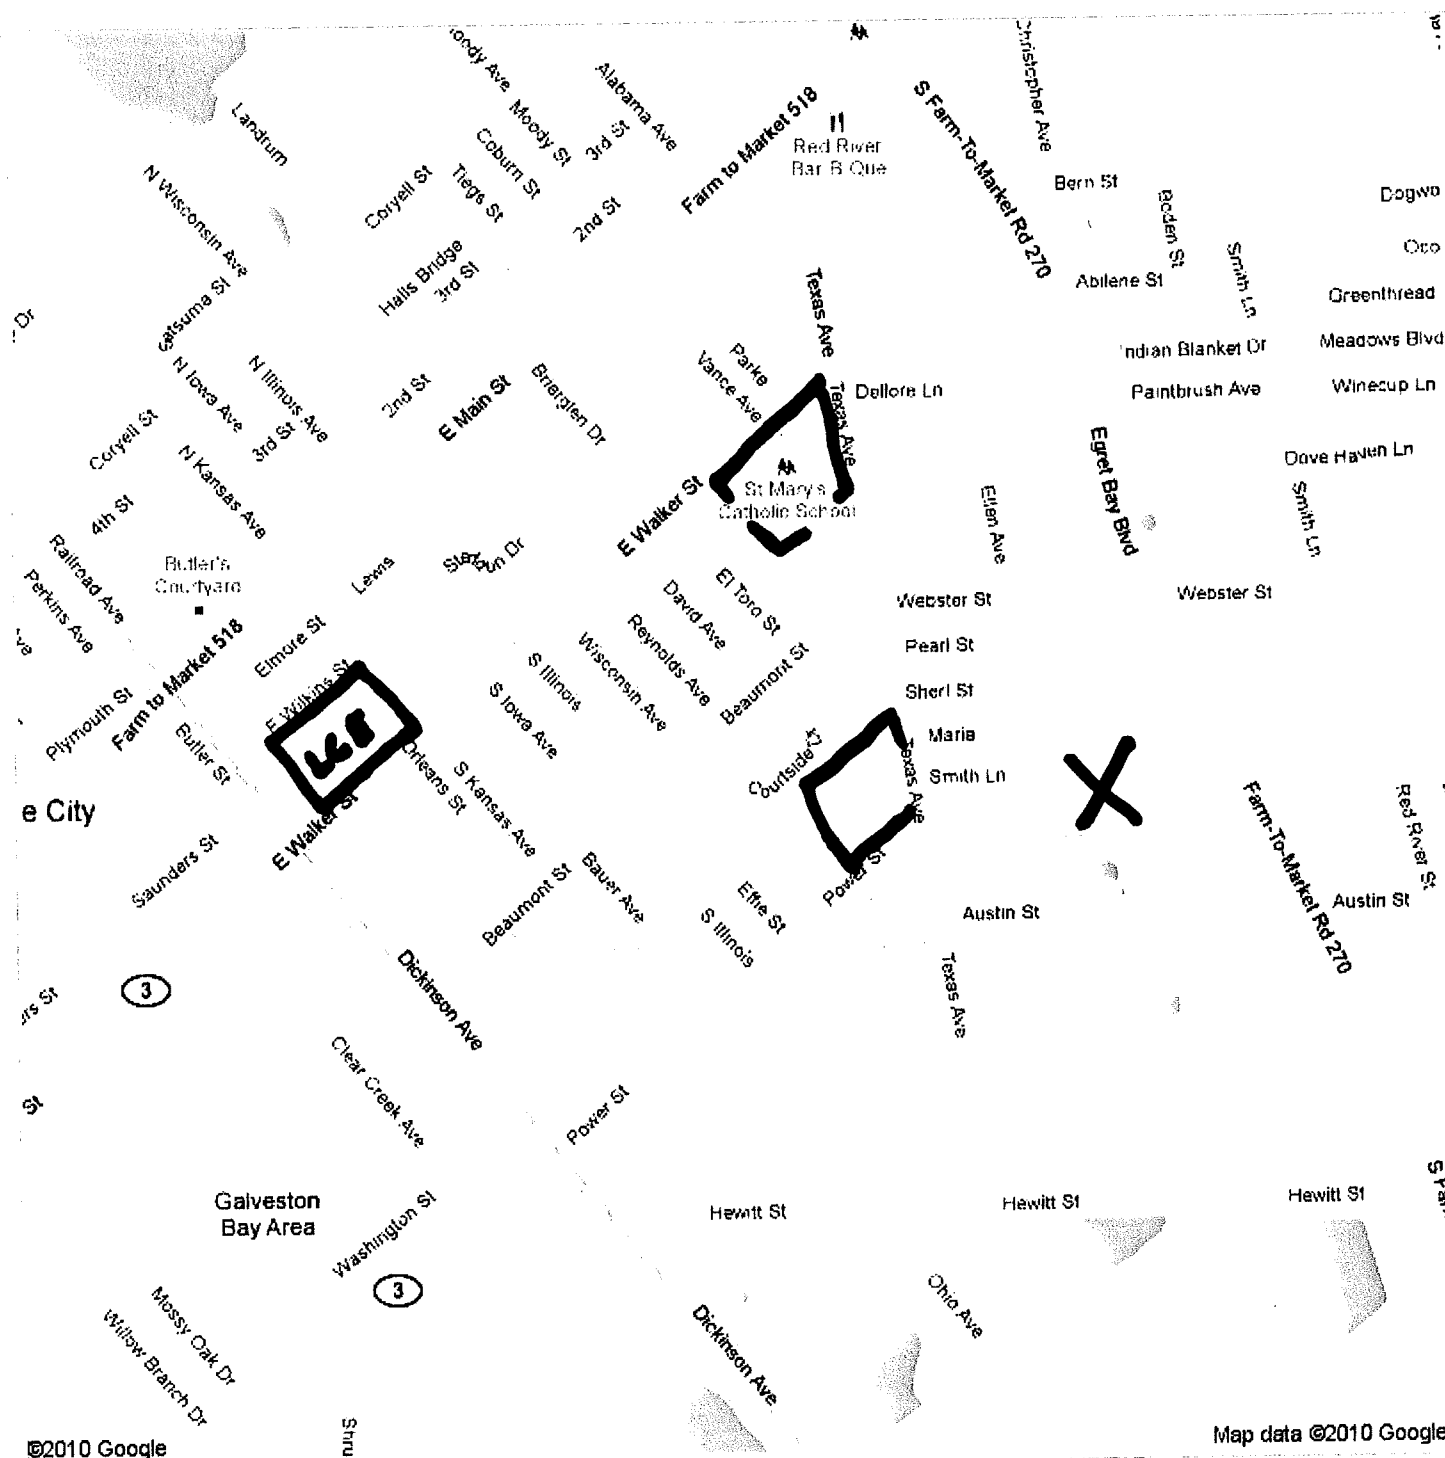 Landrum
Moody St
Alabama Ave
3rd St
Coburn St
Tiegs St
Coryell St
2nd St
Farm to Market 518
Red River
Bar B Que
S Farm-To-Market Rd 270
Christopher Ave
Bern St
Boden St
Smith Ln
Abilene St
Greenthread
Indian Blanket Dr
Meadows Blvd
Paintbrush Ave
Winecup Ln
Dove Haven Ln
Smith Ln
Egret Bay Blvd
N Wisconsin Ave
Satsuma St
Halls Bridge
3rd St
Dr
N Iowa Ave
N Illinois Ave
2nd St
E Main St
Brierglen Dr
Parke
Vance Ave
Texas Ave
Texas Ave
Dellore Ln
Coryell St
3rd St
N Kansas Ave
4th St
E Walker St
St Mary's
Catholic School
Ellen Ave
Railroad Ave
Perkins Ave
Butler's
Courtyard
Lewis
El Toro St
David Ave
Webster St
Webster St
Farm to Market 518
Elmore St
E Wilkins St
S Illinois
Wisconsin Ave
Reynolds Ave
Beaumont St
Pearl St
Sherl St
Plymouth St
Butler St
LGE
Orleans St
S Iowa Ave
S Kansas Ave
Courtside
Texas Ave
Maria
Smith Ln
X
Farm-To-Market Rd 270
Red River St
e City
E Walker St
Saunders St
Beaumont St
Bauer Ave
Effie St
S Illinois
Power St
Austin St
Austin St
3
Dickinson Ave
Texas Ave
Clear Creek Ave
St
Power St
Galveston
Bay Area
Washington St
Hewitt St
Hewitt St
Hewitt St
3
Mossy Oak Dr
Willow Branch Dr
Dickinson Ave
Ohio Ave
©2010 Google
Map data ©2010 Google